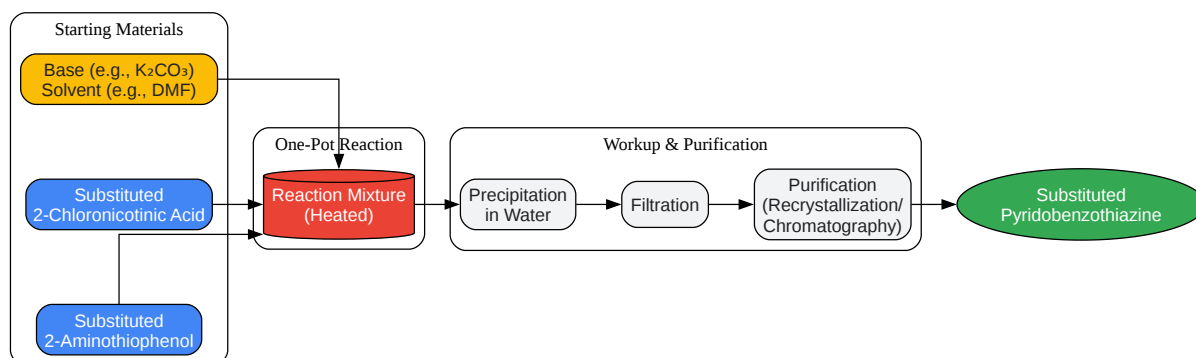 Starting Materials
Base (e.g., K₂CO₃)
Solvent (e.g., DMF)
Substituted
2-Chloronicotinic Acid
Substituted
2-Aminothiophenol
One-Pot Reaction
Reaction Mixture
(Heated)
Workup & Purification
Precipitation
in Water
Filtration
Purification
(Recrystallization/
Chromatography)
Substituted
Pyridobenzothiazine